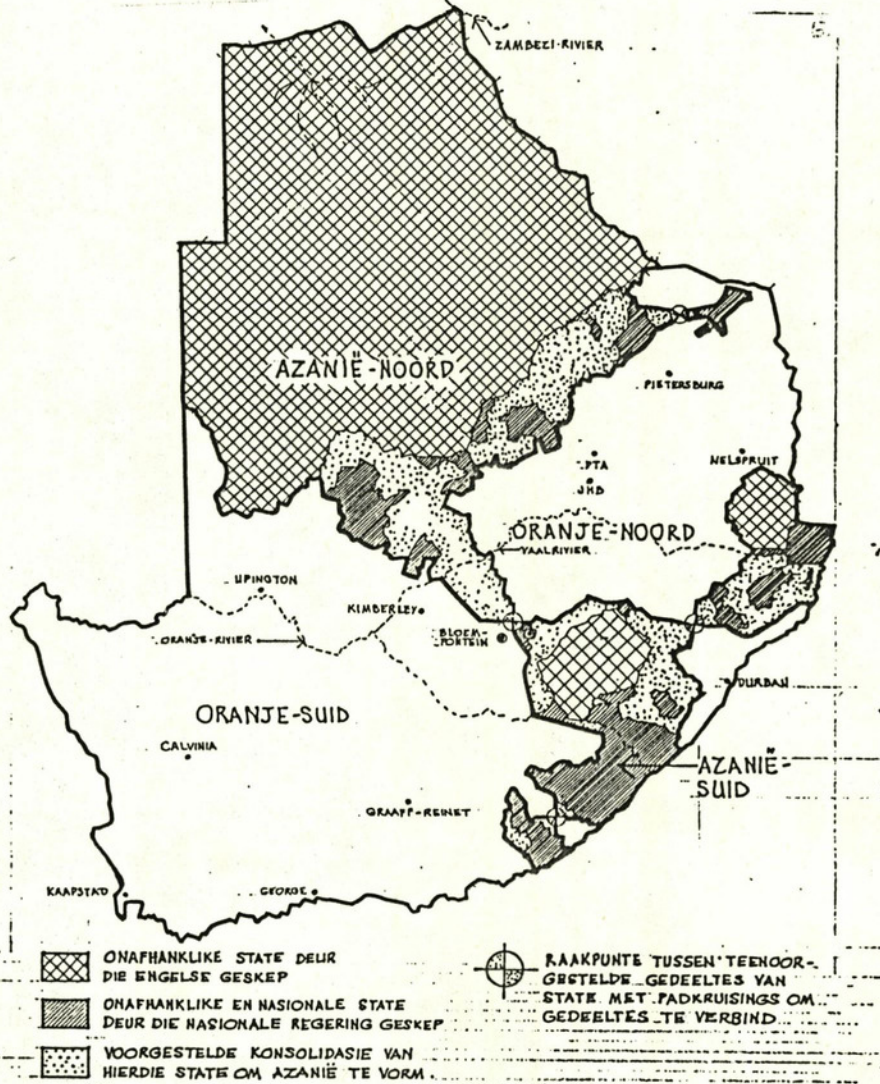 ZAMBEZI-RIVIER
AZANIË-NOORD
PIETERSBURG
PTA
JHB
NELSPRUIT
ORANJE-NOORD
VAALRIVIER
UPINGTON
KIMBERLEY
ORANJE-RIVIER
BLOEM-
FONTEIN
DURBAN
ORANJE-SUID
CALVINIA
AZANIË-
SUID
GRAAFF-REINET
KAAPSTAD
GEORGE
ONAFHANKLIKE STATE DEUR
DIE ENGELSE GESKEP
ONAFHANKLIKE EN NASIONALE STATE
DEUR DIE NASIONALE REGERING GESKEP
VOORGESTELDE KONSOLIDASIE VAN
HIERDIE STATE OM AZANIË TE VORM.
RAAKPUNTE TUSSEN TEENOOR-
GESTELDE GEDEELTES VAN
STATE MET PADKRUISINGS OM
GEDEELTES TE VERBIND